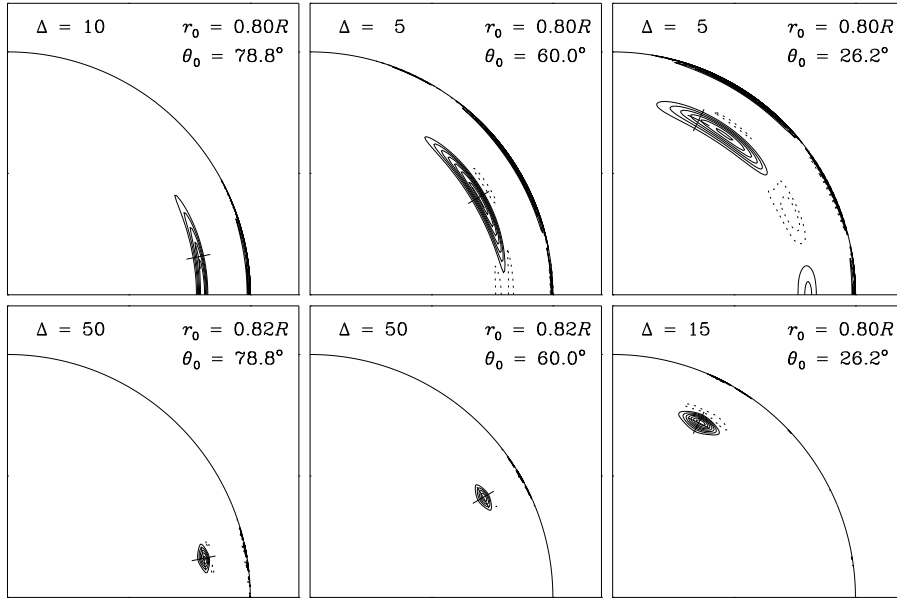 Δ = 10 r₀ = 0.80R
θ₀ = 78.8°
Δ = 5 r₀ = 0.80R
θ₀ = 60.0°
Δ = 5 r₀ = 0.80R
θ₀ = 26.2°
Δ = 50 r₀ = 0.82R
θ₀ = 78.8°
Δ = 50 r₀ = 0.82R
θ₀ = 60.0°
Δ = 15 r₀ = 0.80R
θ₀ = 26.2°